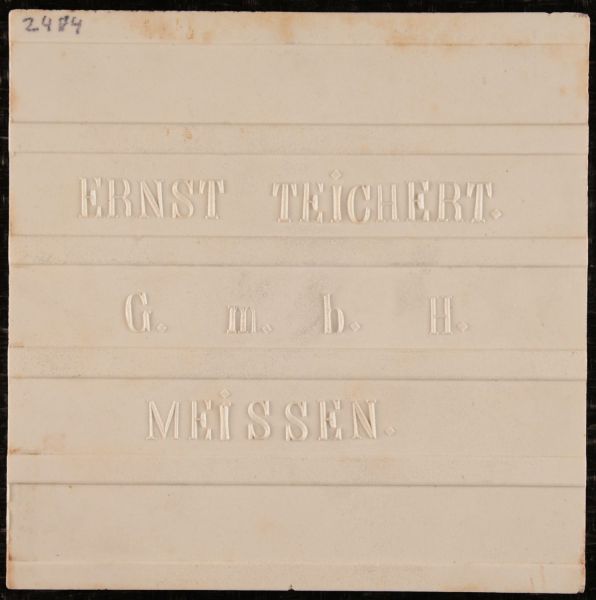 2484
ERNST TEICHERT.
G. m. b. H.
MEISSEN.